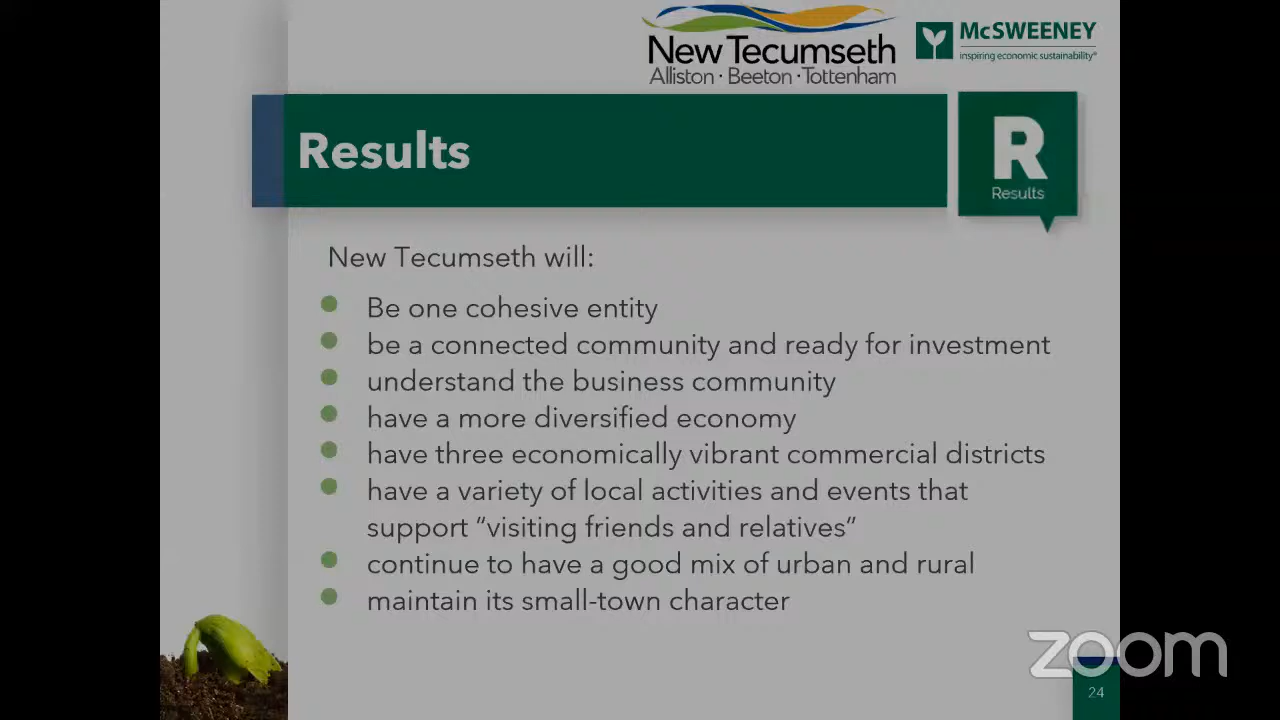 New Tecumseth
Alliston · Beeton · Tottenham
McSWEENEY
inspiring economic sustainability®
Results
R
Results
New Tecumseth will:
Be one cohesive entity
be a connected community and ready for investment
understand the business community
have a more diversified economy
have three economically vibrant commercial districts
have a variety of local activities and events that
support “visiting friends and relatives”
continue to have a good mix of urban and rural
maintain its small-town character
zoom
24